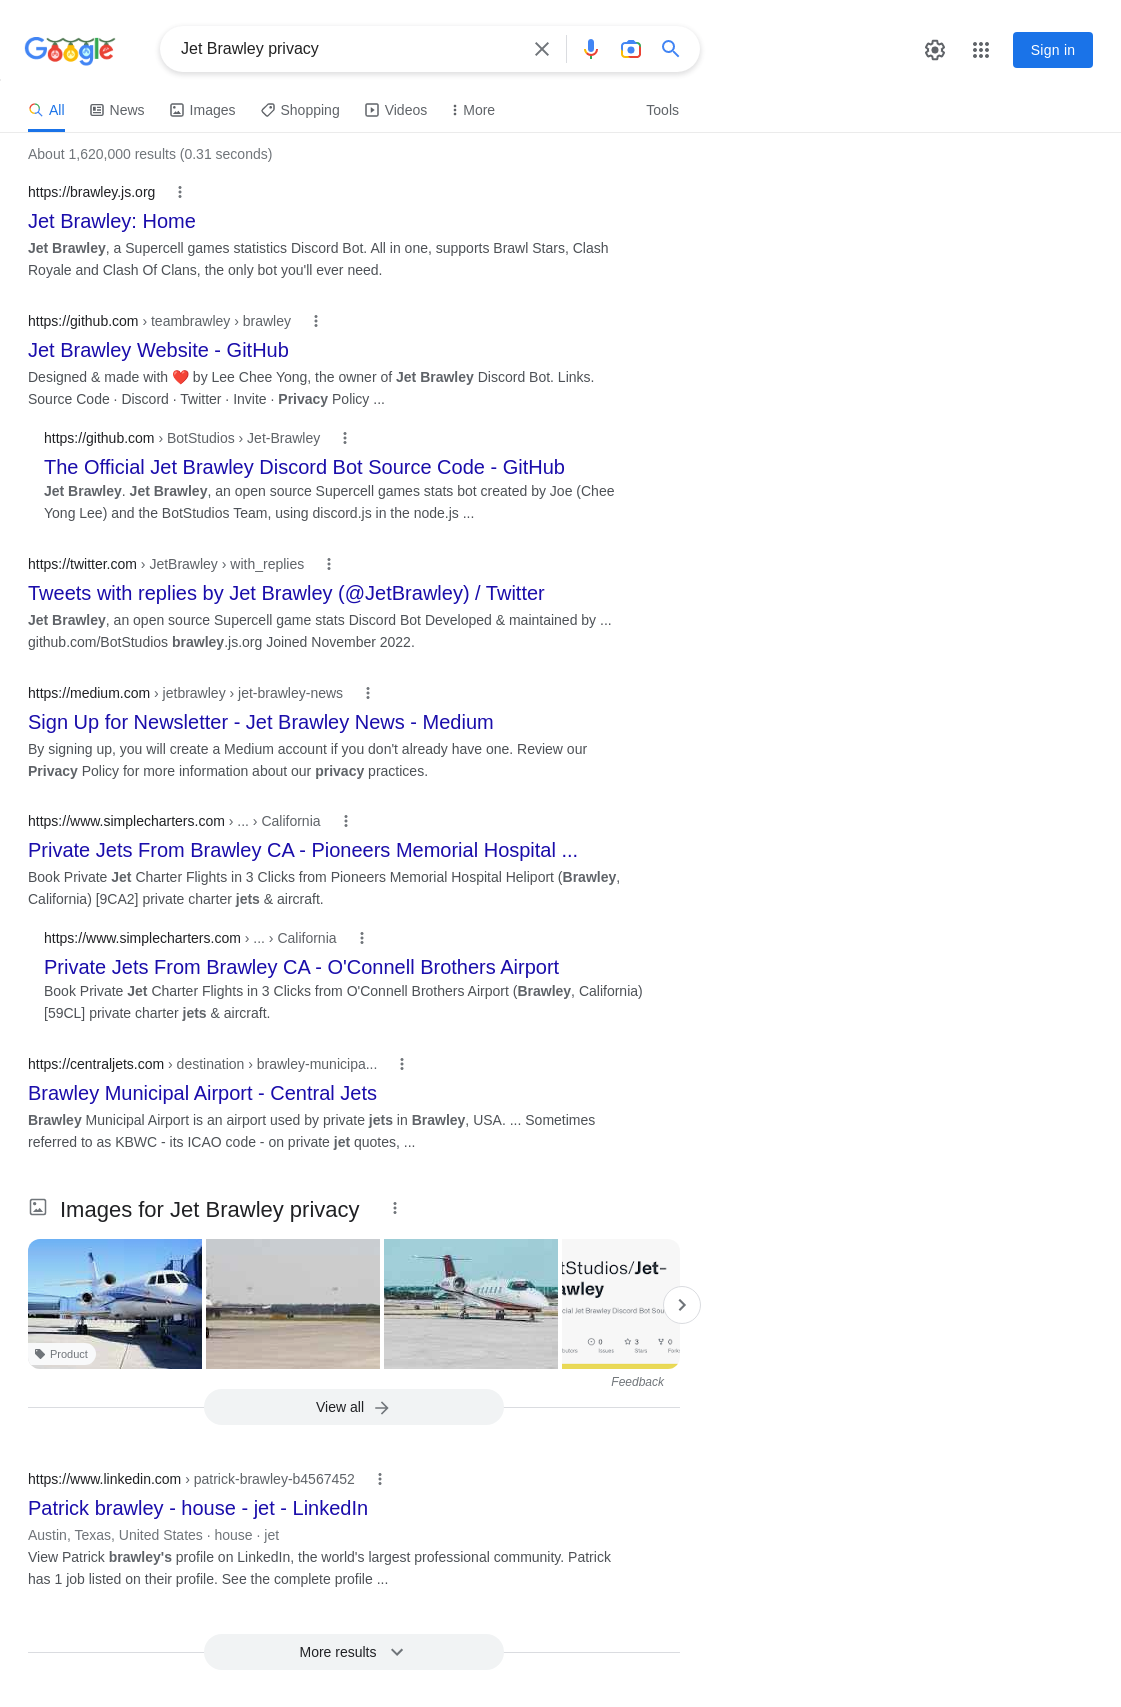 Google
Jet Brawley privacy
Sign in
All
News
Images
Shopping
Videos
More
Tools
About 1,620,000 results (0.31 seconds)
https://brawley.js.org
Jet Brawley: Home
Jet Brawley, a Supercell games statistics Discord Bot. All in one, supports Brawl Stars, Clash
Royale and Clash Of Clans, the only bot you'll ever need.
https://github.com › teambrawley › brawley
Jet Brawley Website - GitHub
Designed & made with ❤️ by Lee Chee Yong, the owner of Jet Brawley Discord Bot. Links.
Source Code · Discord · Twitter · Invite · Privacy Policy ...
https://github.com › BotStudios › Jet-Brawley
The Official Jet Brawley Discord Bot Source Code - GitHub
Jet Brawley. Jet Brawley, an open source Supercell games stats bot created by Joe (Chee
Yong Lee) and the BotStudios Team, using discord.js in the node.js ...
https://twitter.com › JetBrawley › with_replies
Tweets with replies by Jet Brawley (@JetBrawley) / Twitter
Jet Brawley, an open source Supercell game stats Discord Bot Developed & maintained by ...
github.com/BotStudios brawley.js.org Joined November 2022.
https://medium.com › jetbrawley › jet-brawley-news
Sign Up for Newsletter - Jet Brawley News - Medium
By signing up, you will create a Medium account if you don't already have one. Review our
Privacy Policy for more information about our privacy practices.
https://www.simplecharters.com › ... › California
Private Jets From Brawley CA - Pioneers Memorial Hospital ...
Book Private Jet Charter Flights in 3 Clicks from Pioneers Memorial Hospital Heliport (Brawley,
California) [9CA2] private charter jets & aircraft.
https://www.simplecharters.com › ... › California
Private Jets From Brawley CA - O'Connell Brothers Airport
Book Private Jet Charter Flights in 3 Clicks from O'Connell Brothers Airport (Brawley, California)
[59CL] private charter jets & aircraft.
https://centraljets.com › destination › brawley-municipa...
Brawley Municipal Airport - Central Jets
Brawley Municipal Airport is an airport used by private jets in Brawley, USA. ... Sometimes
referred to as KBWC - its ICAO code - on private jet quotes, ...
Images for Jet Brawley privacy
tStudios/Jet-
awley
cial Jet Brawley Discord Bot Sou
0
3
0
butors
Issues
Stars
Forks
Product
Feedback
View all
https://www.linkedin.com › patrick-brawley-b4567452
Patrick brawley - house - jet - LinkedIn
Austin, Texas, United States · house · jet
View Patrick brawley's profile on LinkedIn, the world's largest professional community. Patrick
has 1 job listed on their profile. See the complete profile ...
More results